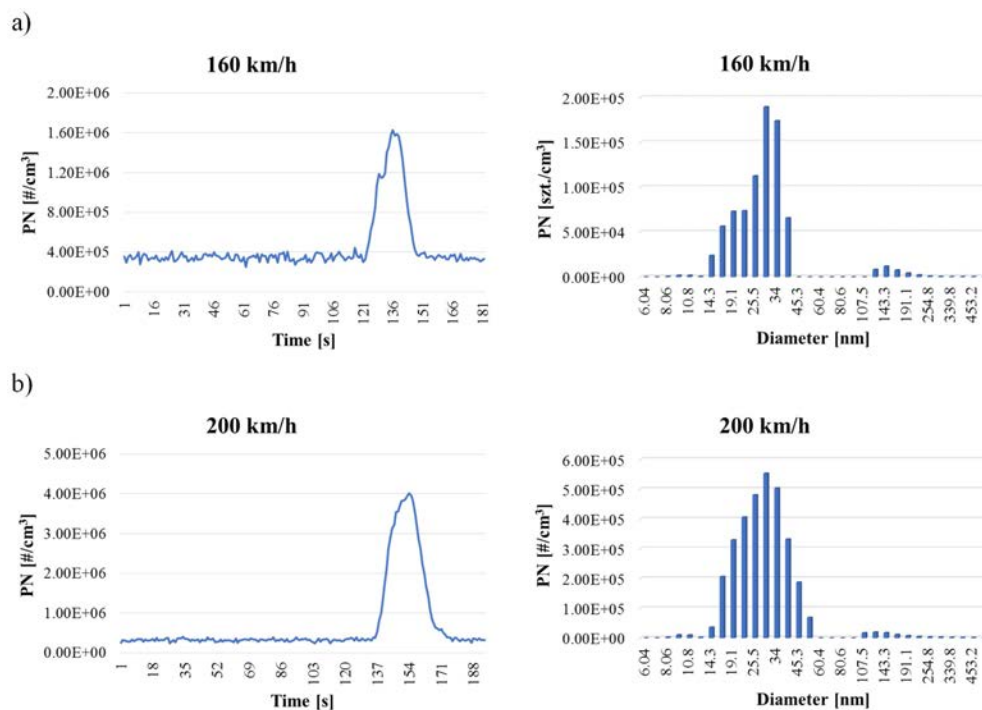 a)
160 km/h
PN [#/cm³]
2.00E+06
1.60E+06
1.20E+06
8.00E+05
4.00E+05
0.00E+00
1 16 31 46 61 76 91 106 121 136 151 166 181
Time [s]
160 km/h
PN [szt./cm³]
2.00E+05
1.50E+05
1.00E+05
5.00E+04
0.00E+00
6.04 8.06 10.8 14.3 19.1 25.5 34 45.3 60.4 80.6 107.5 143.3 191.1 254.8 339.8 453.2
Diameter [nm]
b)
200 km/h
PN [#/cm³]
5.00E+06
4.00E+06
3.00E+06
2.00E+06
1.00E+06
0.00E+00
1 18 35 52 69 86 103 120 137 154 171 188
Time [s]
200 km/h
PN [#/cm³]
6.00E+05
5.00E+05
4.00E+05
3.00E+05
2.00E+05
1.00E+05
0.00E+00
6.04 8.06 10.8 14.3 19.1 25.5 34 45.3 60.4 80.6 107.5 143.3 191.1 254.8 339.8 453.2
Diameter [nm]